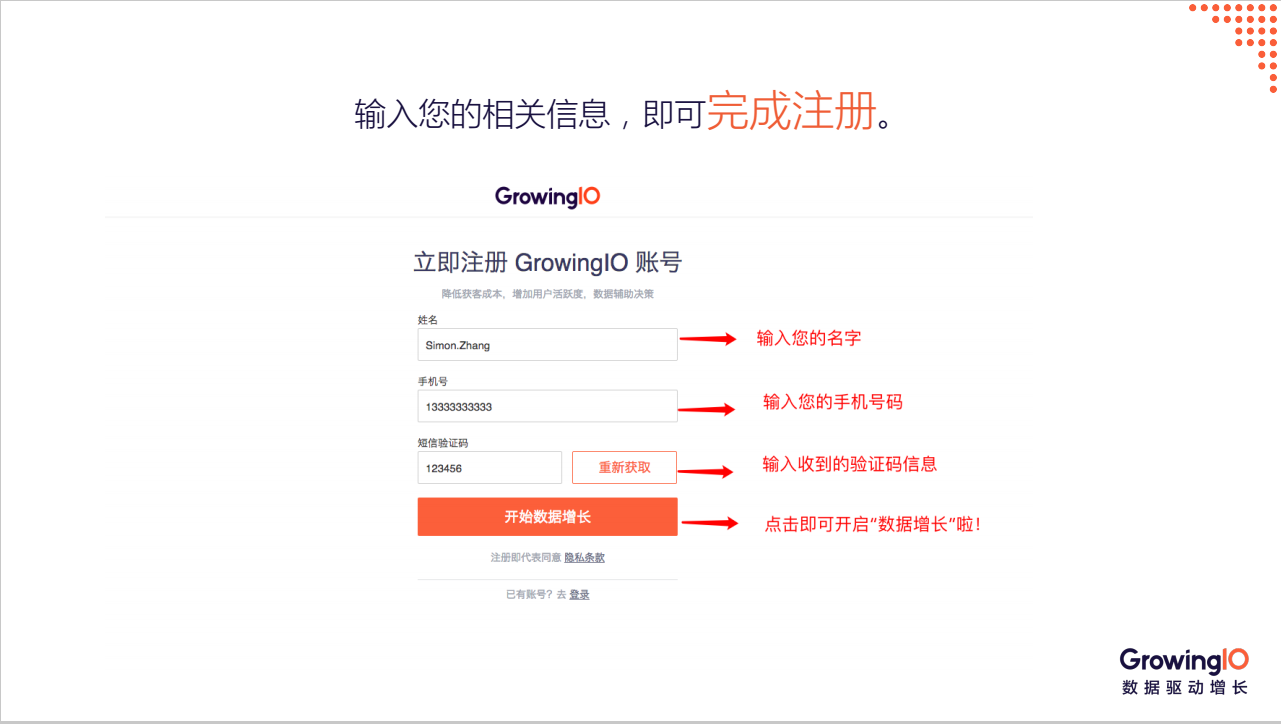 输入您的相关信息，即可完成注册。
GrowingIO
立即注册 GrowingIO 账号
降低获客成本，增加用户活跃度，数据辅助决策
姓名
Simon.Zhang
输入您的名字
手机号
13333333333
输入您的手机号码
短信验证码
123456
重新获取
输入收到的验证码信息
开始数据增长
点击即可开启“数据增长”啦！
注册即代表同意 隐私条款
已有账号？去 登录
GrowingIO
数据驱动增长